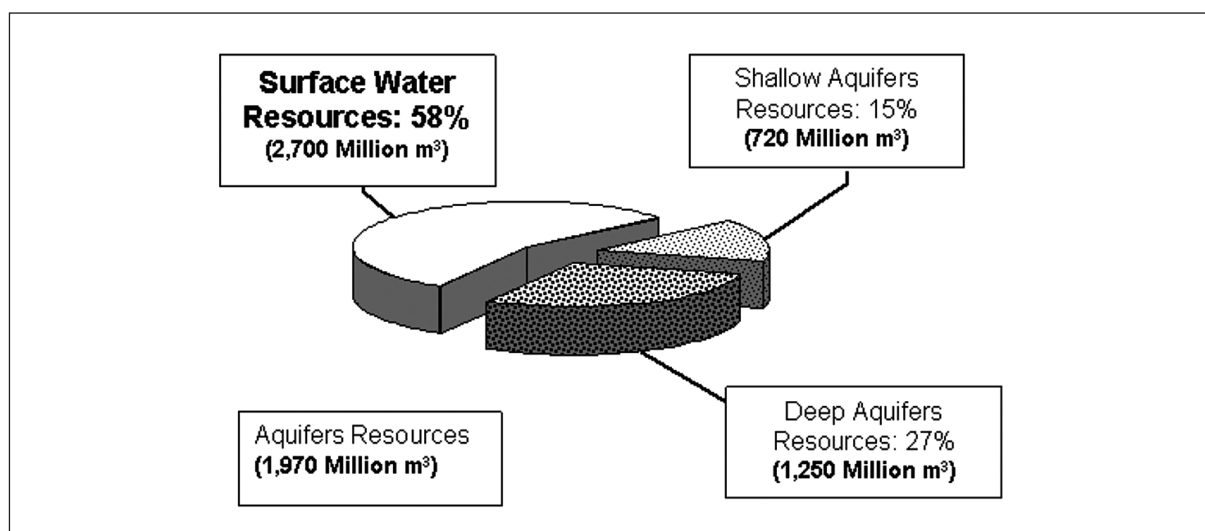 Surface Water
Resources: 58%
(2,700 Million m³)
Shallow Aquifers
Resources: 15%
(720 Million m³)
Aquifers Resources
(1,970 Million m³)
Deep Aquifers
Resources: 27%
(1,250 Million m³)